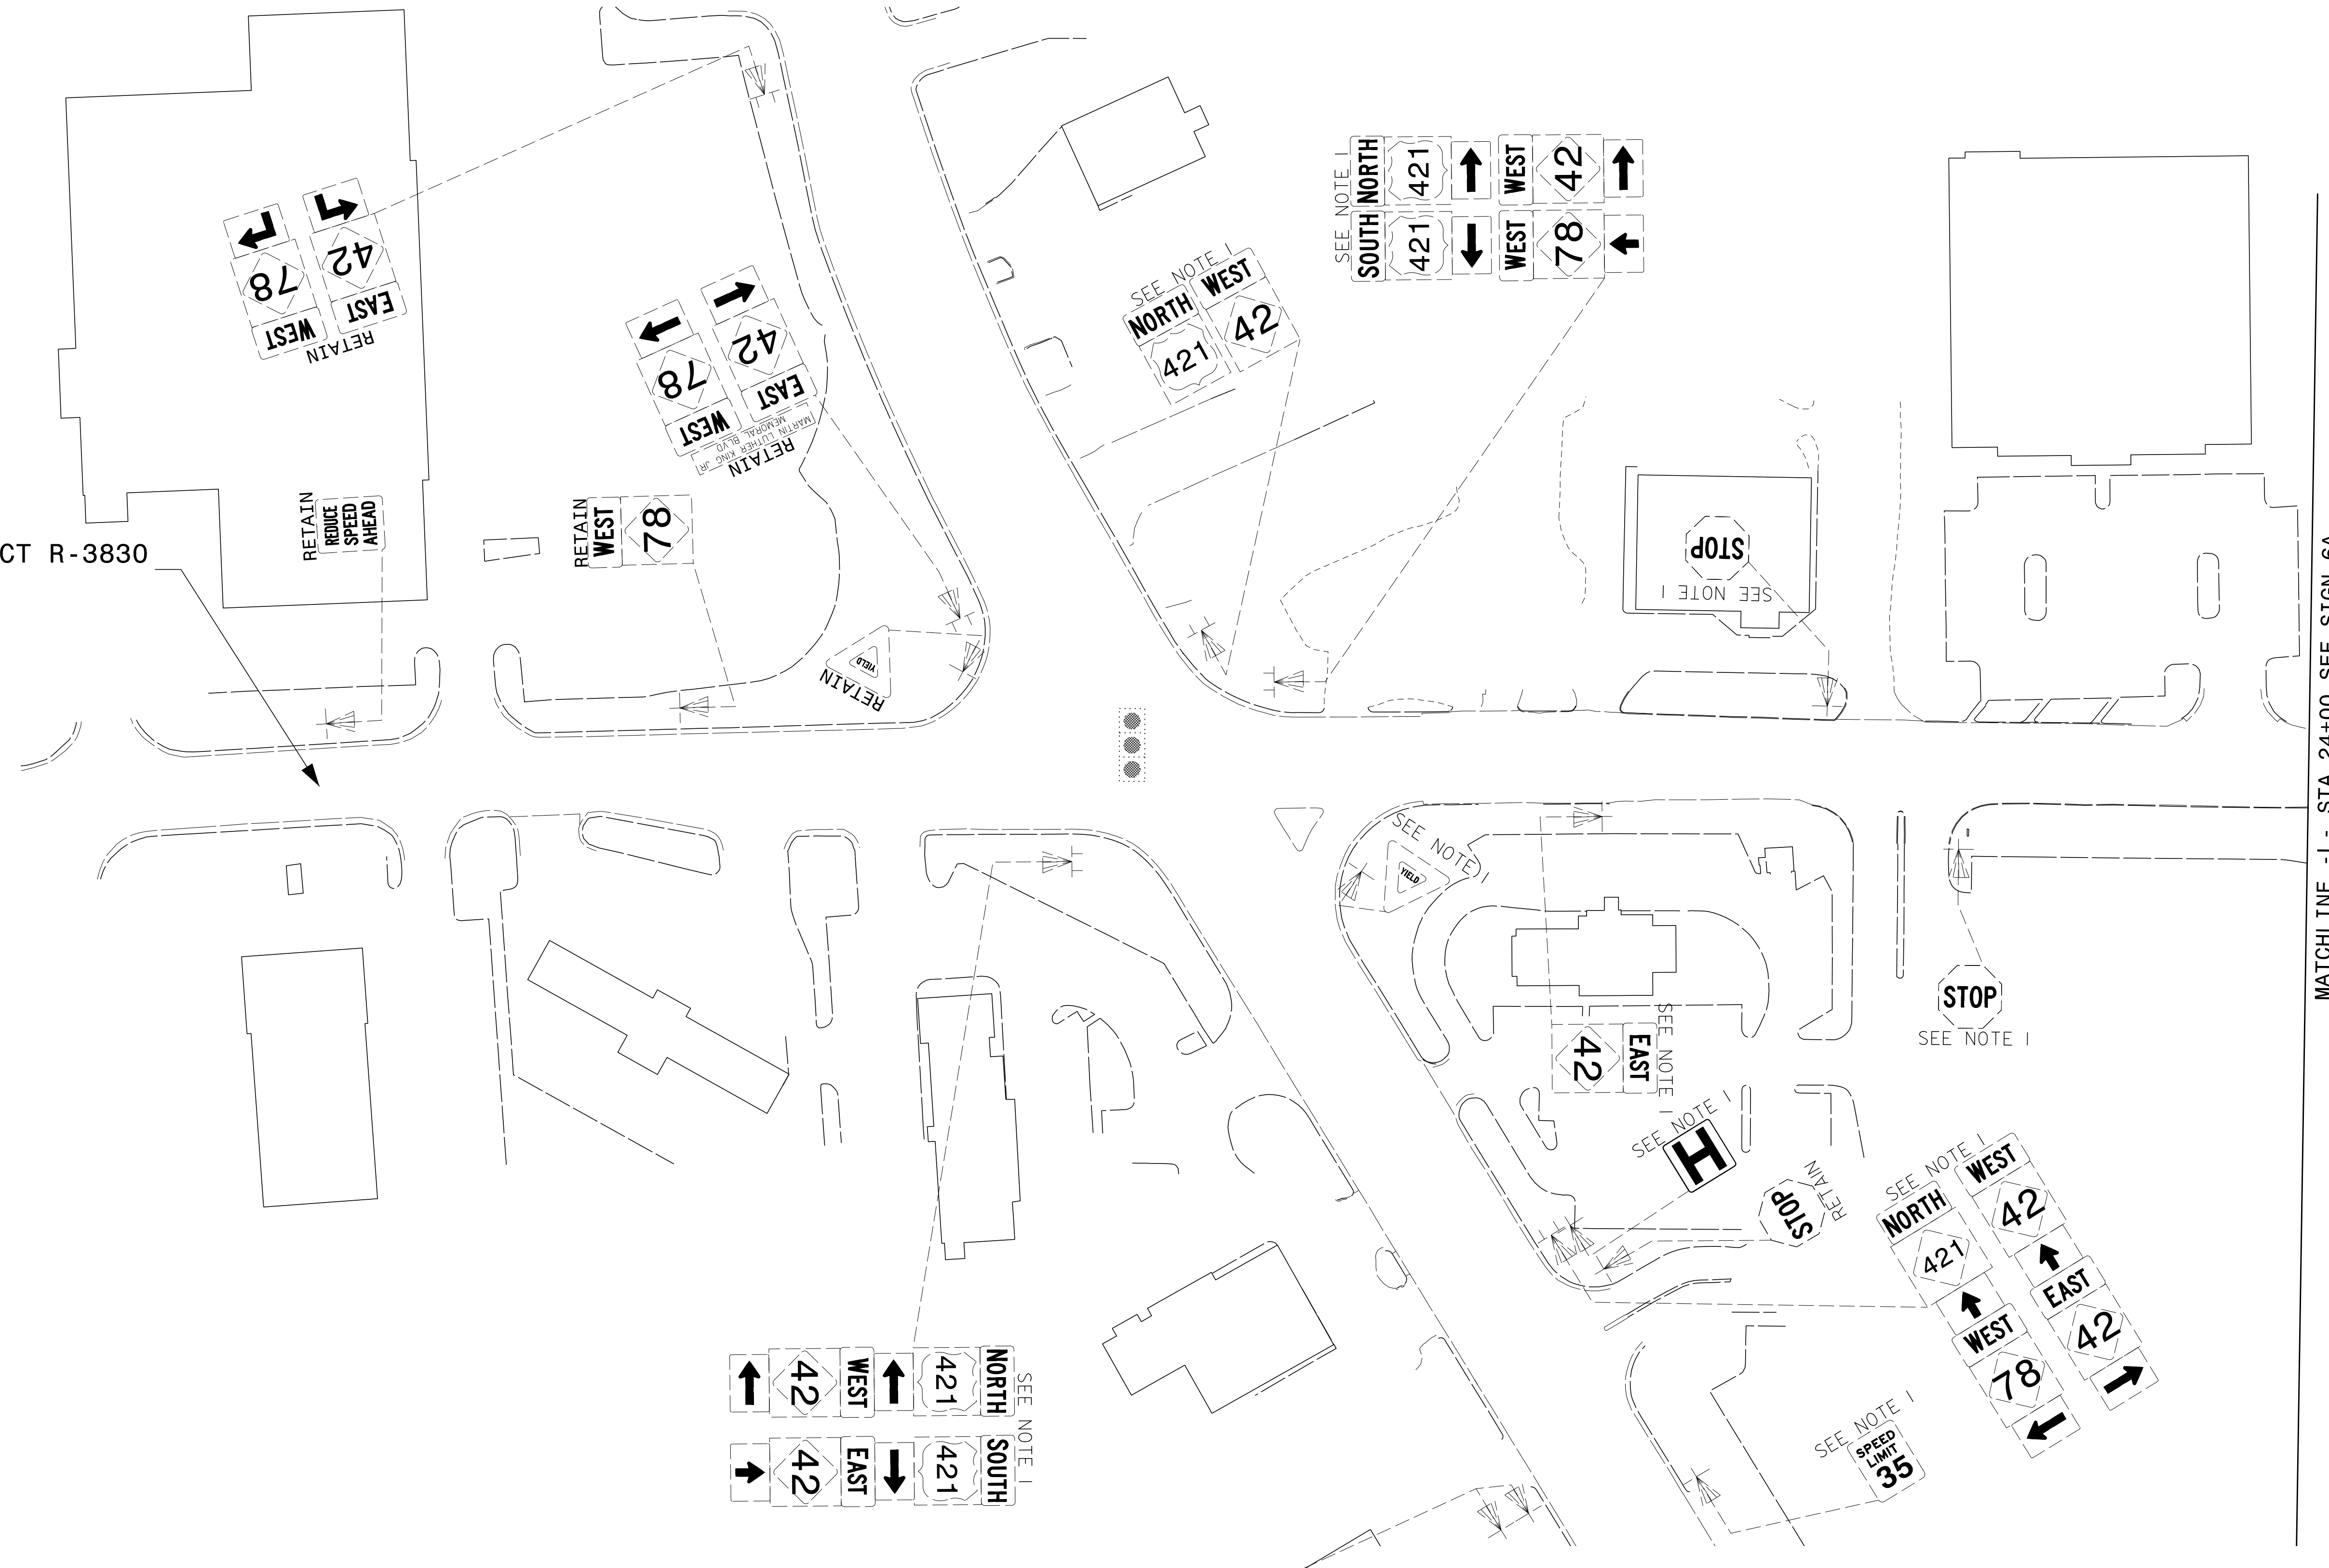 78
WEST
42
EAST
RETAIN
78
WEST
42
EAST
MARTIN LUTHER KING JR
MEMORAL BLVD
RETAIN
SEE NOTE 1
NORTH
421
WEST
42
SEE NOTE 1
NORTH
421
WEST
42
SOUTH
421
WEST
78
RETAIN
REDUCE
SPEED
AHEAD
RETAIN
WEST
78
CT R-3830
YIELD
RETAIN
STOP
SEE NOTE 1
SEE NOTE 1
YIELD
STOP
SEE NOTE 1
SEE NOTE 1
EAST
42
SEE NOTE 1
H
STOP
RETAIN
SEE NOTE 1
NORTH
421
WEST
78
WEST
42
EAST
42
SEE NOTE 1
SPEED
LIMIT
35
SEE NOTE 1
NORTH
421
WEST
42
SOUTH
421
EAST
42
MATCHLINE -L- STA 24+00 SEE SIGN 6A